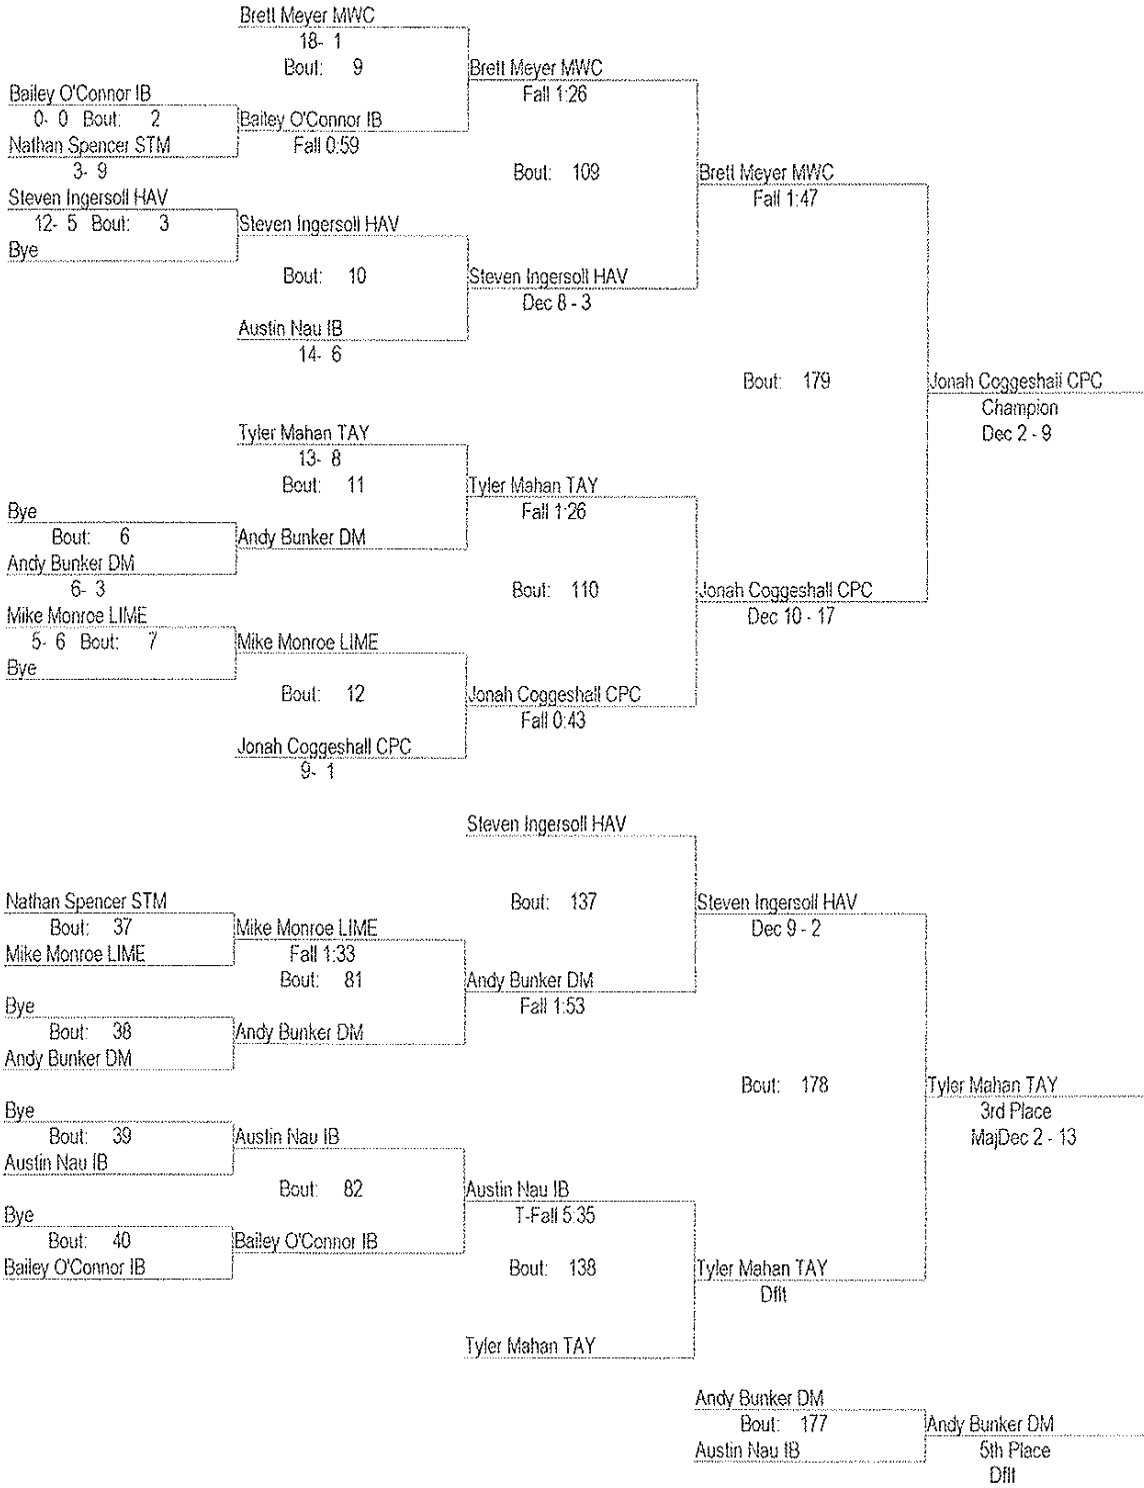 Brett Meyer MWC
18- 1
Bout: 9
Brett Meyer MWC
Fall 1:26
Bailey O'Connor IB
0- 0 Bout: 2
Bailey O'Connor IB
Fall 0:59
Nathan Spencer STM
3- 9
Bout: 109
Brett Meyer MWC
Fall 1:47
Steven Ingersoll HAV
12- 5 Bout: 3
Steven Ingersoll HAV
Bye
Bout: 10
Steven Ingersoll HAV
Dec 8 - 3
Austin Nau IB
14- 6
Bout: 179
Jonah Coggeshall CPC
Champion
Dec 2 - 9
Tyler Mahan TAY
13- 8
Bout: 11
Tyler Mahan TAY
Fall 1:26
Bye
Bout: 6
Andy Bunker DM
Andy Bunker DM
6- 3
Bout: 110
Jonah Coggeshall CPC
Dec 10 - 17
Mike Monroe LIME
5- 6 Bout: 7
Mike Monroe LIME
Bye
Bout: 12
Jonah Coggeshall CPC
Fall 0:43
Jonah Coggeshall CPC
9- 1
Steven Ingersoll HAV
Nathan Spencer STM
Bout: 37
Mike Monroe LIME
Mike Monroe LIME
Fall 1:33
Bout: 137
Steven Ingersoll HAV
Dec 9 - 2
Bout: 81
Andy Bunker DM
Fall 1:53
Bye
Bout: 38
Andy Bunker DM
Andy Bunker DM
Bout: 178
Tyler Mahan TAY
3rd Place
MajDec 2 - 13
Bye
Bout: 39
Austin Nau IB
Austin Nau IB
Bout: 82
Austin Nau IB
T-Fall 5:35
Bye
Bout: 40
Bailey O'Connor IB
Bailey O'Connor IB
Bout: 138
Tyler Mahan TAY
Dflt
Tyler Mahan TAY
Andy Bunker DM
Bout: 177
Austin Nau IB
Andy Bunker DM
5th Place
Dflt